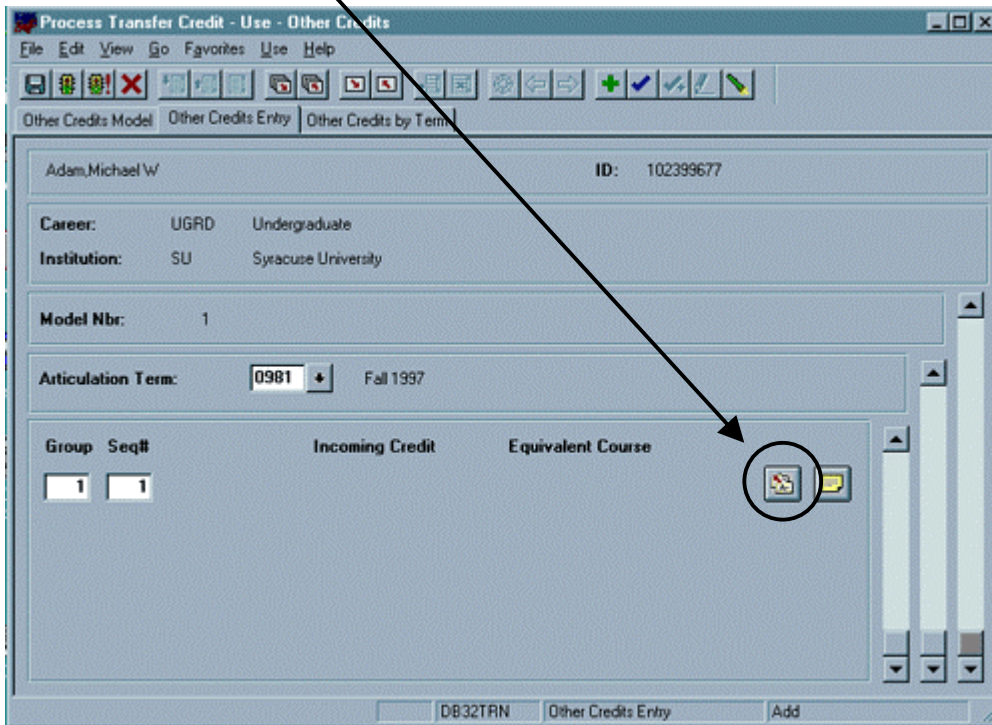 Process Transfer Credit - Use - Other Credits
File Edit View Go Favorites Use Help
Other Credits Model Other Credits Entry Other Credits by Term
Adam,Michael W ID: 102399677
Career: UGRD Undergraduate
Institution: SU Syracuse University
Model Nbr: 1
Articulation Term: 0981 Fall 1997
Group Seq# Incoming Credit Equivalent Course
1 1
DB32TRN Other Credits Entry Add